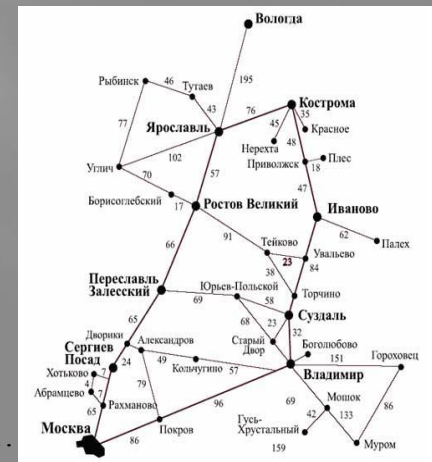 Вологда
195
Рыбинск
46
Тутаев
43
77
76
Кострома
35
Красное
45
48
Нерехта
Приволжск
18
Плес
Ярославль
102
Углич
57
47
70
Борисоглебский
17
Ростов Великий
Иваново
62
Палех
91
Тейково
23
Увальево
38
84
66
Переславль
Залесский
69
Юрьев-Польской
58
Торчино
Суздаль
68
23
32
65
Дворики
Александров
Старый
Двор
Боголюбово
Сергиев
Посад
49
Кольчугино
57
Владимир
151
Гороховец
Хотьково
7
24
4
Абрамцево
7
79
96
69
Мошок
86
65
Рахманово
42
133
Гусь-
Хрустальный
Москва
86
Покров
159
Муром